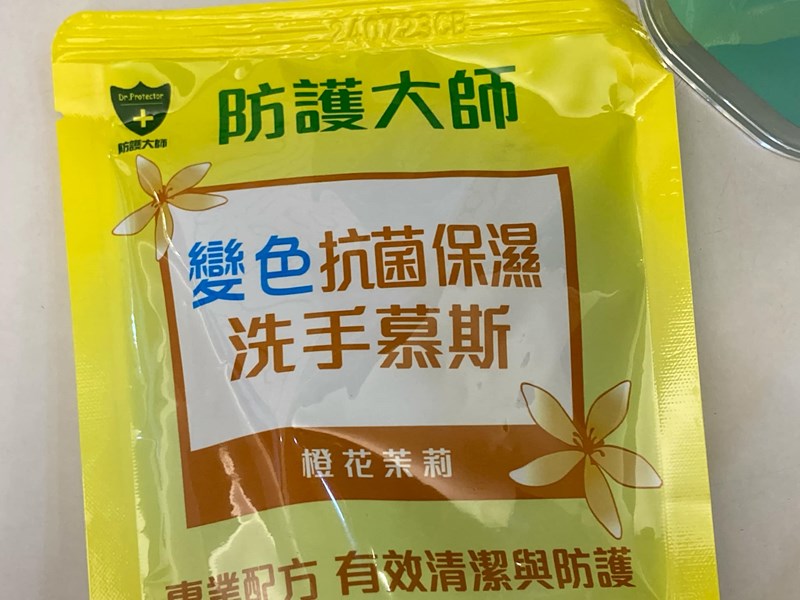 240723CB
Dr.Protector
防護大師
防護大師
變色抗菌保濕
洗手慕斯
橙花茉莉
專業配方 有效清潔與防護